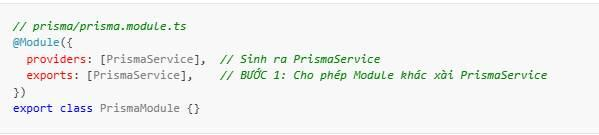 // prisma/prisma.module.ts
@Module({
  providers: [PrismaService],  // Sinh ra PrismaService
  exports: [PrismaService],    // BƯỚC 1: Cho phép Module khác xài PrismaService
})
export class PrismaModule {}